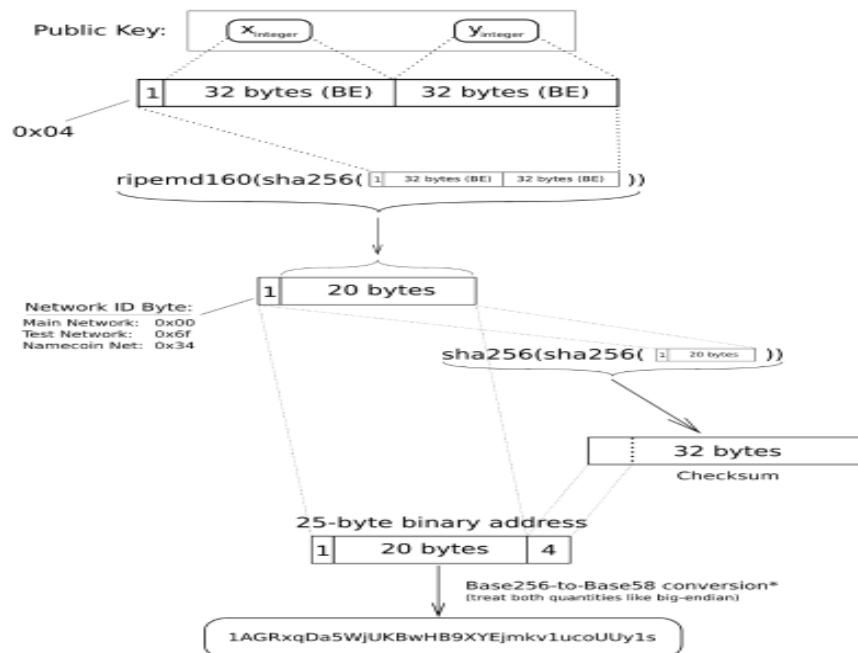 Public Key: xinteger yinteger
1 32 bytes (BE) 32 bytes (BE)
0x04
ripemd160(sha256( 1 32 bytes (BE) 32 bytes (BE) ))
1 20 bytes
Network ID Byte:
Main Network: 0x00
Test Network: 0x6f
Namecoin Net: 0x34
sha256(sha256( 1 20 bytes ))
32 bytes
Checksum
25-byte binary address
1 20 bytes 4
Base256-to-Base58 conversion*
(treat both quantities like big-endian)
1AGRxqDa5WjUKBwHB9XYEjmkv1ucoUUy1s